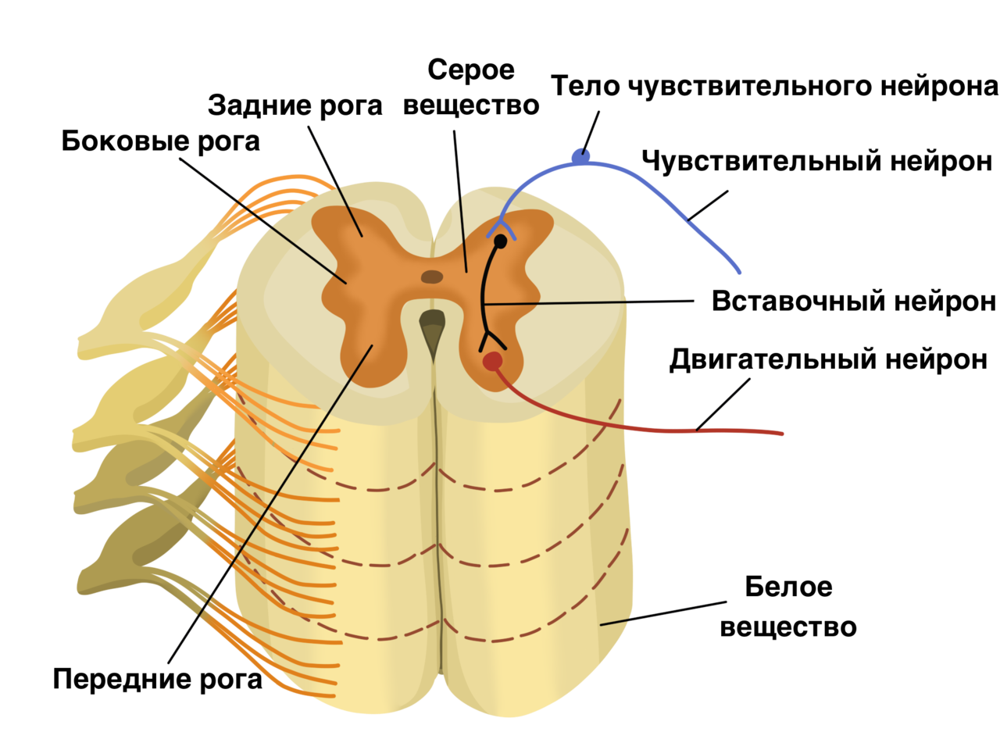 Серое
вещество
Тело чувствительного нейрона
Задние рога
Боковые рога
Чувствительный нейрон
Вставочный нейрон
Двигательный нейрон
Белое
вещество
Передние рога